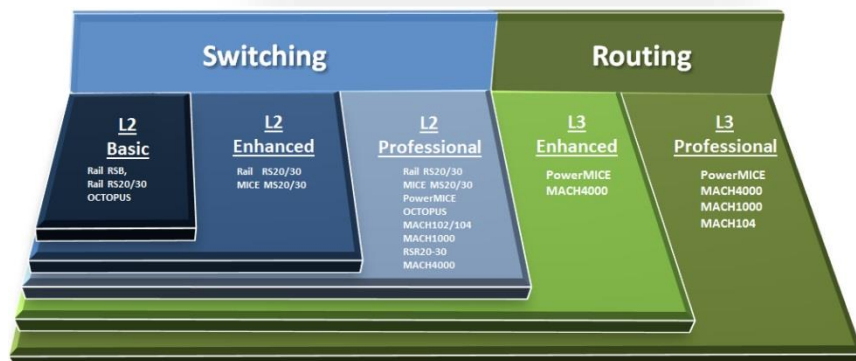 Switching
Routing
L2
Basic
Rail RSB,
Rail RS20/30
OCTOPUS
L2
Enhanced
Rail RS20/30
MICE MS20/30
L2
Professional
Rail RS20/30
MICE MS20/30
PowerMICE
OCTOPUS
MACH102/104
MACH1000
RSR20-30
MACH4000
L3
Enhanced
PowerMICE
MACH4000
L3
Professional
PowerMICE
MACH4000
MACH1000
MACH104